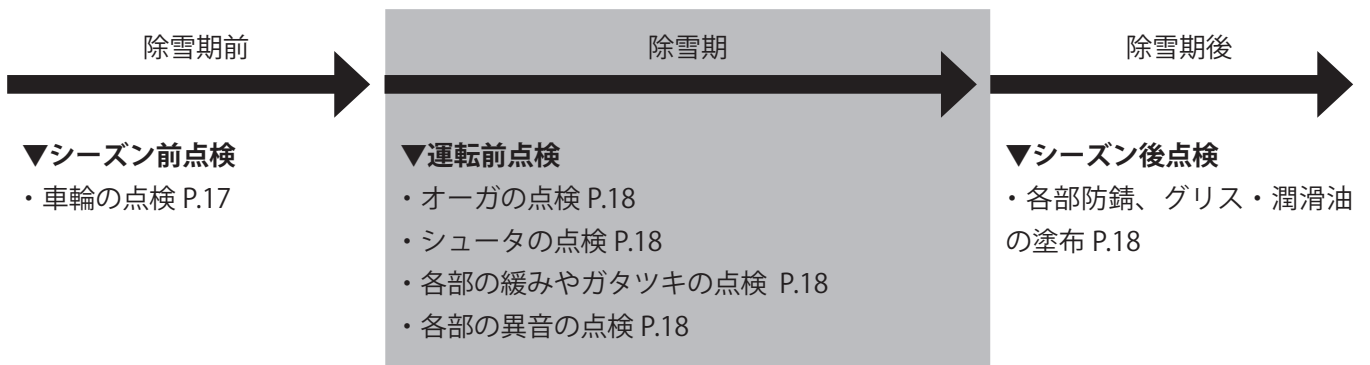 除雪期前
▼シーズン前点検
・車輪の点検 P.17
除雪期
▼運転前点検
・オーガの点検 P.18
・シュータの点検 P.18
・各部の緩みやガタツキの点検 P.18
・各部の異音の点検 P.18
除雪期後
▼シーズン後点検
・各部防錆、グリス・潤滑油
の塗布 P.18